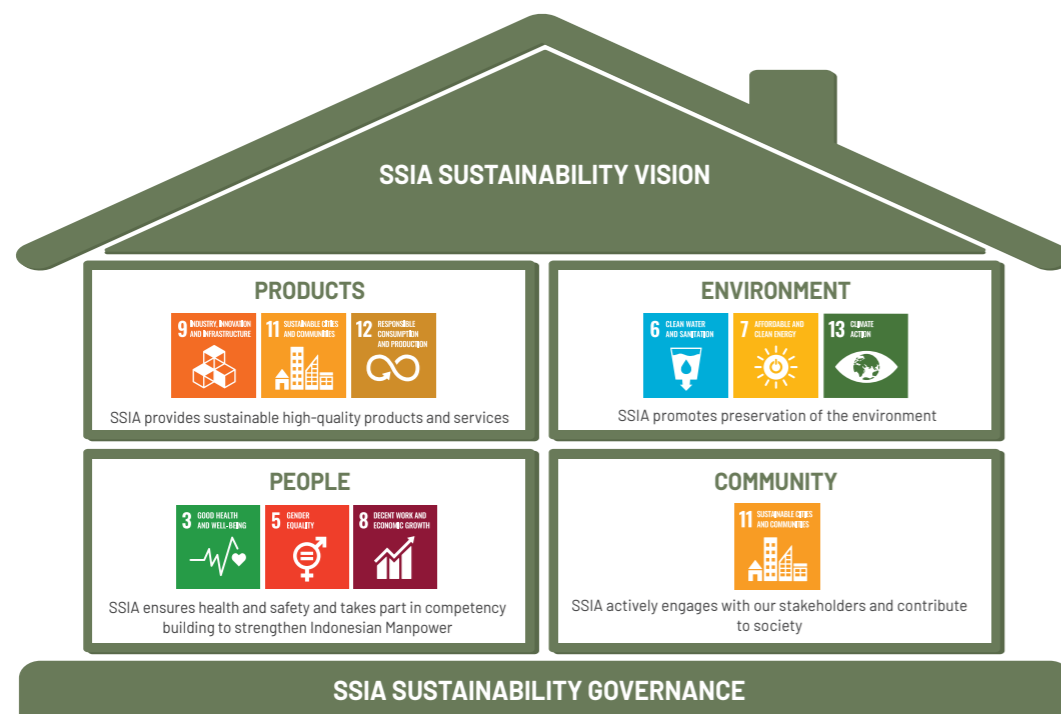 SSIA SUSTAINABILITY VISION
PRODUCTS
9 INDUSTRY, INNOVATION
AND INFRASTRUCTURE
11 SUSTAINABLE CITIES
AND COMMUNITIES
12 RESPONSIBLE
CONSUMPTION
AND PRODUCTION
SSIA provides sustainable high-quality products and services
ENVIRONMENT
6 CLEAN WATER
AND SANITATION
7 AFFORDABLE AND
CLEAN ENERGY
13 CLIMATE
ACTION
SSIA promotes preservation of the environment
PEOPLE
3 GOOD HEALTH
AND WELL-BEING
5 GENDER
EQUALITY
8 DECENT WORK AND
ECONOMIC GROWTH
SSIA ensures health and safety and takes part in competency
building to strengthen Indonesian Manpower
COMMUNITY
11 SUSTAINABLE CITIES
AND COMMUNITIES
SSIA actively engages with our stakeholders and contribute
to society
SSIA SUSTAINABILITY GOVERNANCE